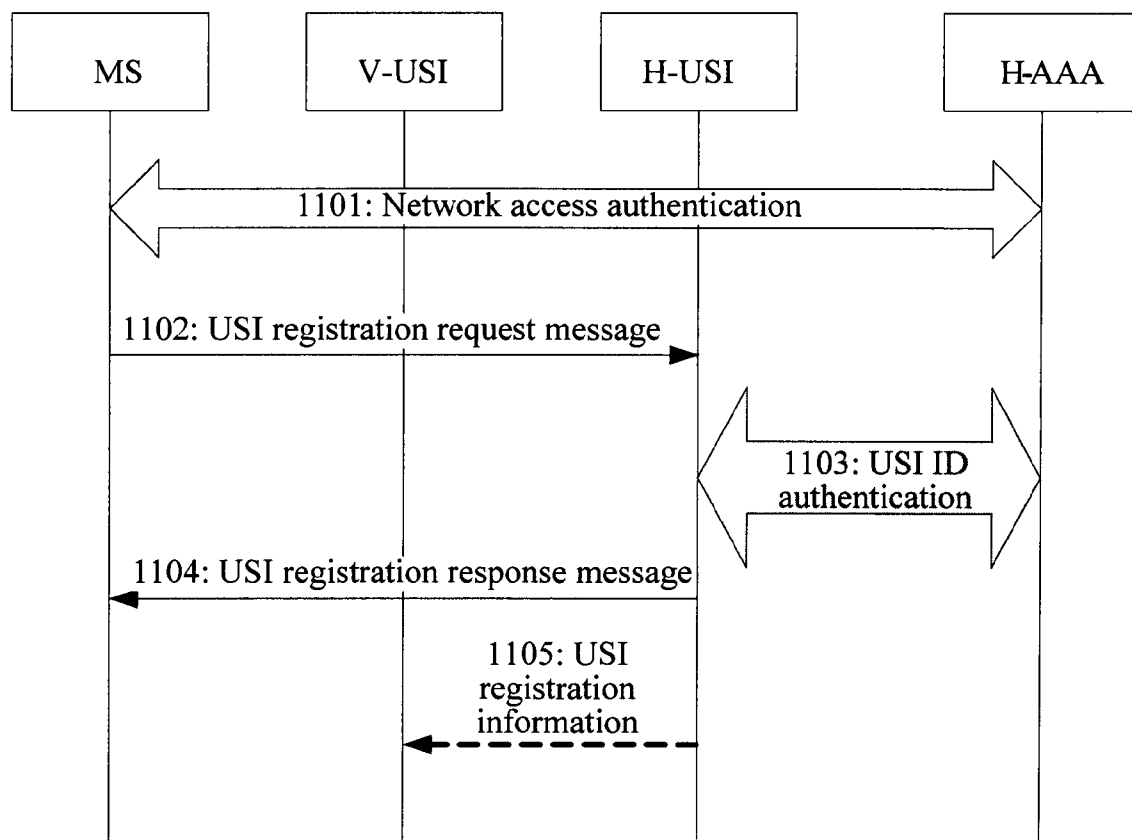 MS
V-USI
H-USI
H-AAA
1101: Network access authentication
1102: USI registration request message
1103: USI ID
authentication
1104: USI registration response message
1105: USI
registration
information